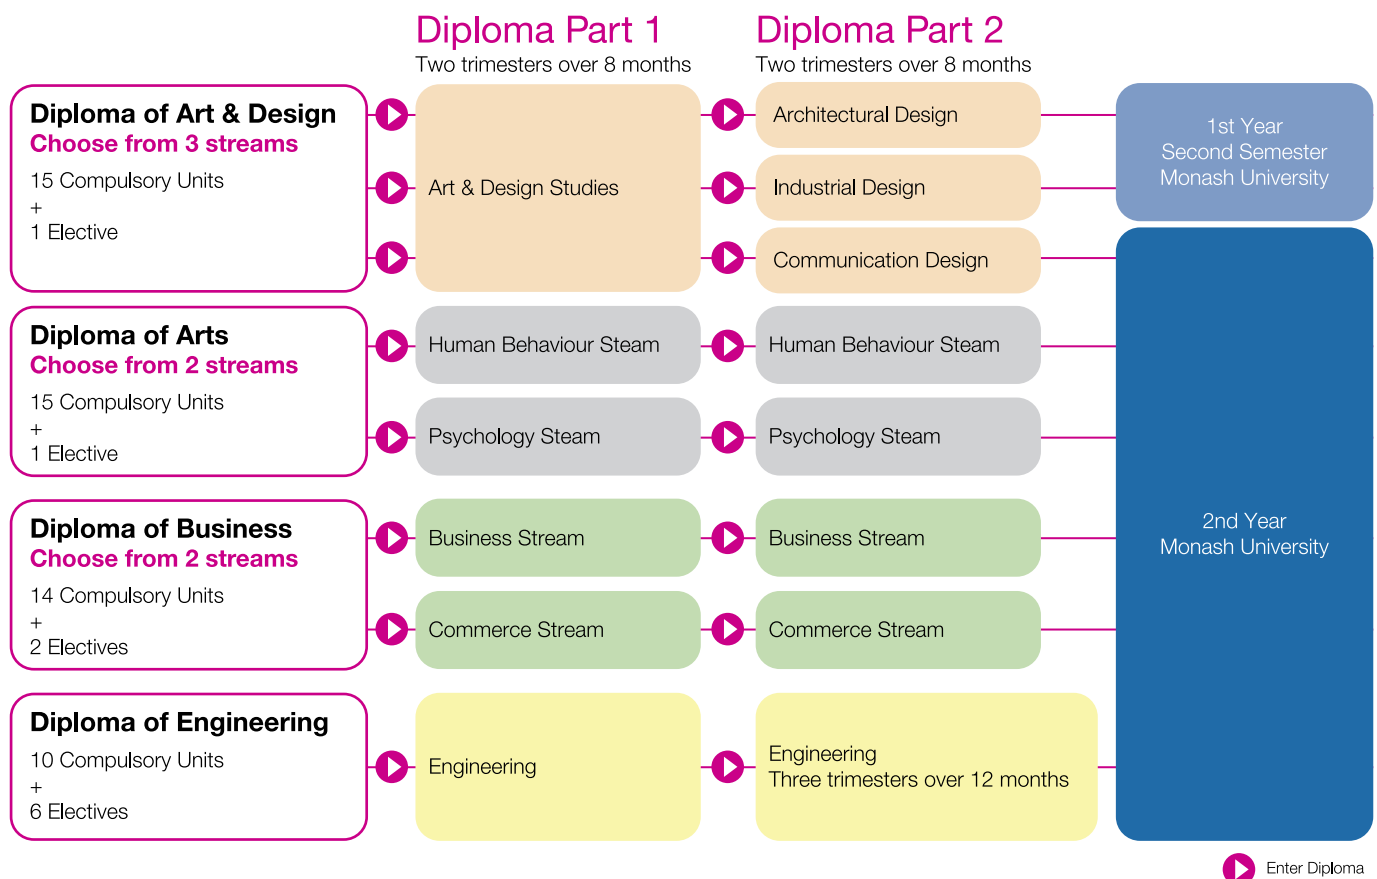 Diploma Part 1
Two trimesters over 8 months
Diploma Part 2
Two trimesters over 8 months
Diploma of Art & Design
Choose from 3 streams
15 Compulsory Units
+
1 Elective
Art & Design Studies
Architectural Design
Industrial Design
Communication Design
1st Year
Second Semester
Monash University
Diploma of Arts
Choose from 2 streams
15 Compulsory Units
+
1 Elective
Human Behaviour Steam
Human Behaviour Steam
Psychology Steam
Psychology Steam
Diploma of Business
Choose from 2 streams
14 Compulsory Units
+
2 Electives
Business Stream
Business Stream
Commerce Stream
Commerce Stream
2nd Year
Monash University
Diploma of Engineering
10 Compulsory Units
+
6 Electives
Engineering
Engineering
Three trimesters over 12 months
Enter Diploma